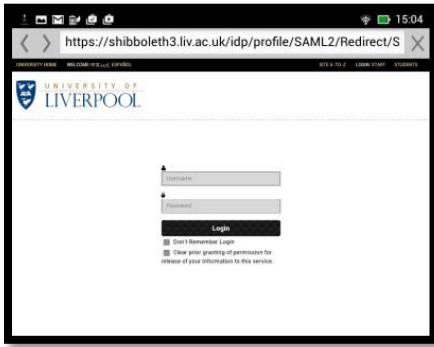 15:04
https://shibboleth3.liv.ac.uk/idp/profile/SAML2/Redirect/S
UNIVERSITY HOME WELCOME: ESPAÑOL SITE A-TO-Z LOGIN: STAFF STUDENTS
UNIVERSITY OF
LIVERPOOL
Username
Password
Login
Don't Remember Login
Clear prior granting of permission for
release of your information to this service.